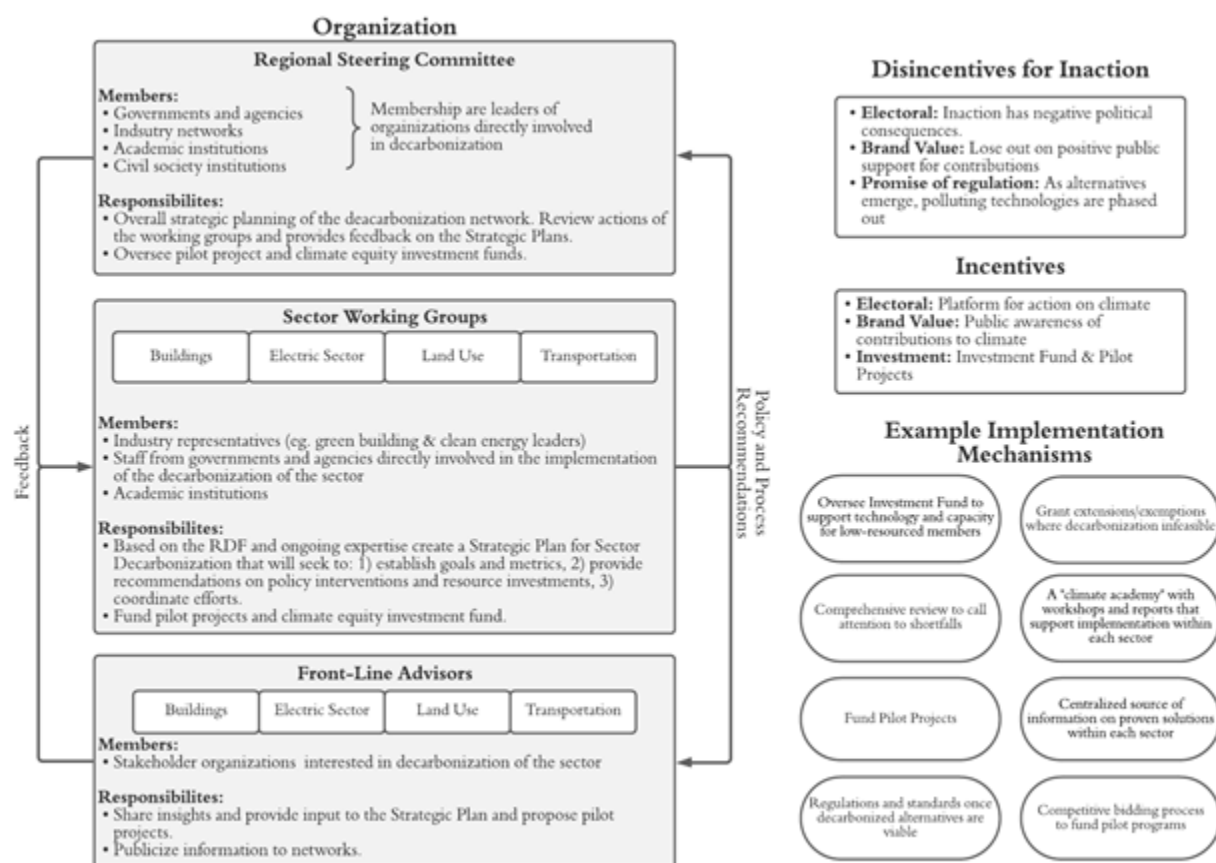 Organization
Regional Steering Committee
Members:
• Governments and agencies
• Indsutry networks
• Academic institutions
• Civil society institutions
Membership are leaders of
orgainizations directly involved
in decarbonization
Responsibilites:
• Overall strategic planning of the deacarbonization network. Review actions of
the working groups and provides feedback on the Strategic Plans.
• Oversee pilot project and climate equity investment funds.
Sector Working Groups
Buildings
Electric Sector
Land Use
Transportation
Members:
• Industry representatives (eg. green building & clean energy leaders)
• Staff from governments and agencies directly involved in the implementation
of the decarbonization of the sector
• Academic institutions
Responsibilites:
• Based on the RDF and ongoing expertise create a Strategic Plan for Sector
Decarbonization that will seek to: 1) establish goals and metrics, 2) provide
recommendations on policy interventions and resource investments, 3)
coordinate efforts.
• Fund pilot projects and climate equity investment fund.
Front-Line Advisors
Buildings
Electric Sector
Land Use
Transportation
Members:
• Stakeholder organizations interested in decarbonization of the sector
Responsibilites:
• Share insights and provide input to the Strategic Plan and propose pilot
projects.
• Publicize information to networks.
Feedback
Policy and Process
Recommendations
Disincentives for Inaction
• Electoral: Inaction has negative political
consequences.
• Brand Value: Lose out on positive public
support for contributions
• Promise of regulation: As alternatives
emerge, polluting technologies are phased
out
Incentives
• Electoral: Platform for action on climate
• Brand Value: Public awareness of
contributions to climate
• Investment: Investment Fund & Pilot
Projects
Example Implementation
Mechanisms
Oversee Investment Fund to
support technology and capacity
for low-resourced members
Grant extensions/exemptions
where decarbonization infeasible
Comprehensive review to call
attention to shortfalls
A "climate academy" with
workshops and reports that
support implementation within
each sector
Fund Pilot Projects
Centralized source of
information on proven solutions
within each sector
Regulations and standards once
decarbonized alternatives are
viable
Competitive bidding process
to fund pilot programs